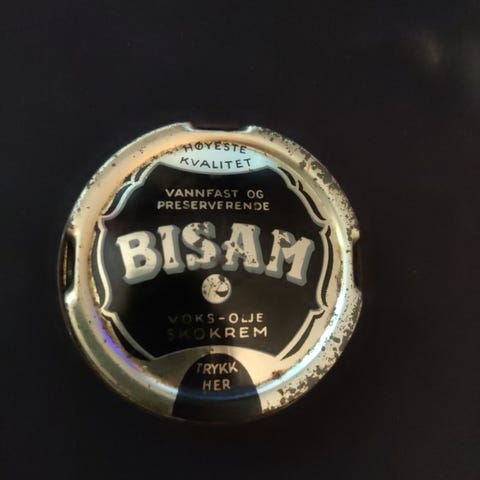 HØYESTE
KVALITET
VANNFAST OG
PRESERVERENDE
BISAM
VOKS-OLJE
SKOKREM
TRYKK
HER